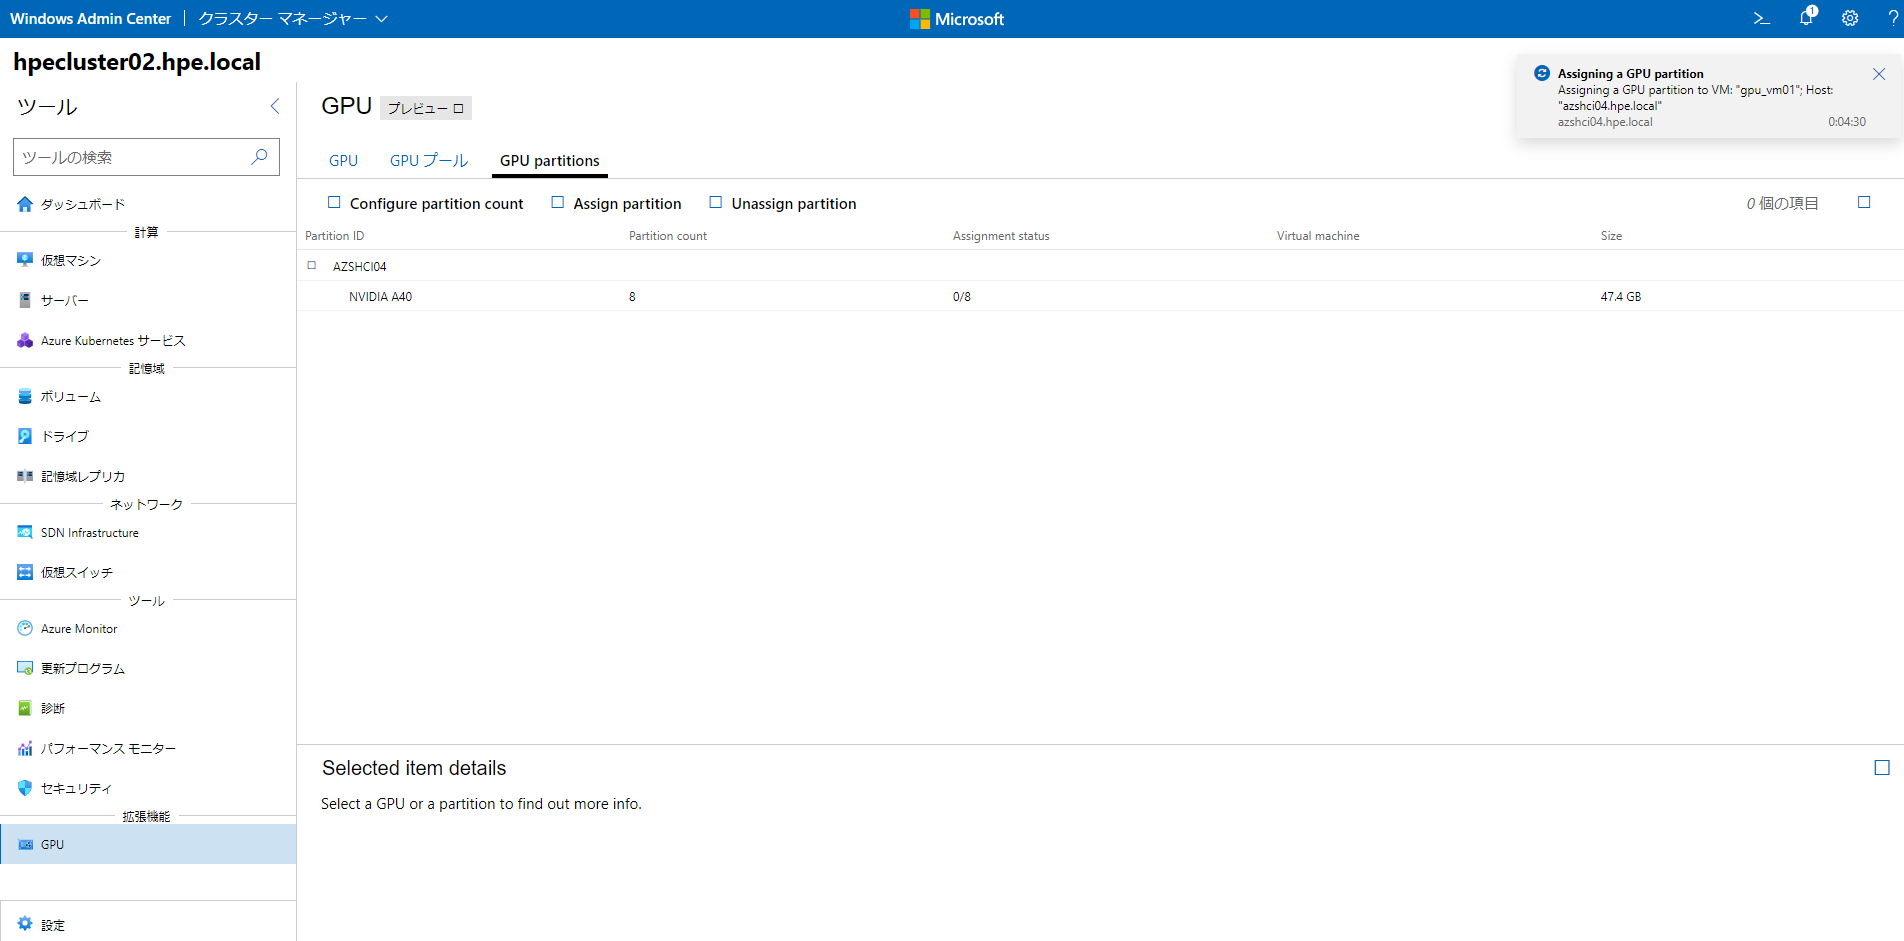 Windows Admin Center | クラスター マネージャー
Microsoft
1
hpecluster02.hpe.local
Assigning a GPU partition
Assigning a GPU partition to VM: "gpu_vm01"; Host:
"azshci04.hpe.local"
azshci04.hpe.local 0:04:30
ツール
ツールの検索
ダッシュボード
計算
仮想マシン
サーバー
Azure Kubernetes サービス
記憶域
ボリューム
ドライブ
記憶域レプリカ
ネットワーク
SDN Infrastructure
仮想スイッチ
ツール
Azure Monitor
更新プログラム
診断
パフォーマンス モニター
セキュリティ
拡張機能
GPU
設定
GPU プレビュー
GPU GPU プール GPU partitions
Configure partition count Assign partition Unassign partition 0 個の項目
Partition ID Partition count Assignment status Virtual machine Size
AZSHCI04
NVIDIA A40 8 0/8 47.4 GB
Selected item details
Select a GPU or a partition to find out more info.